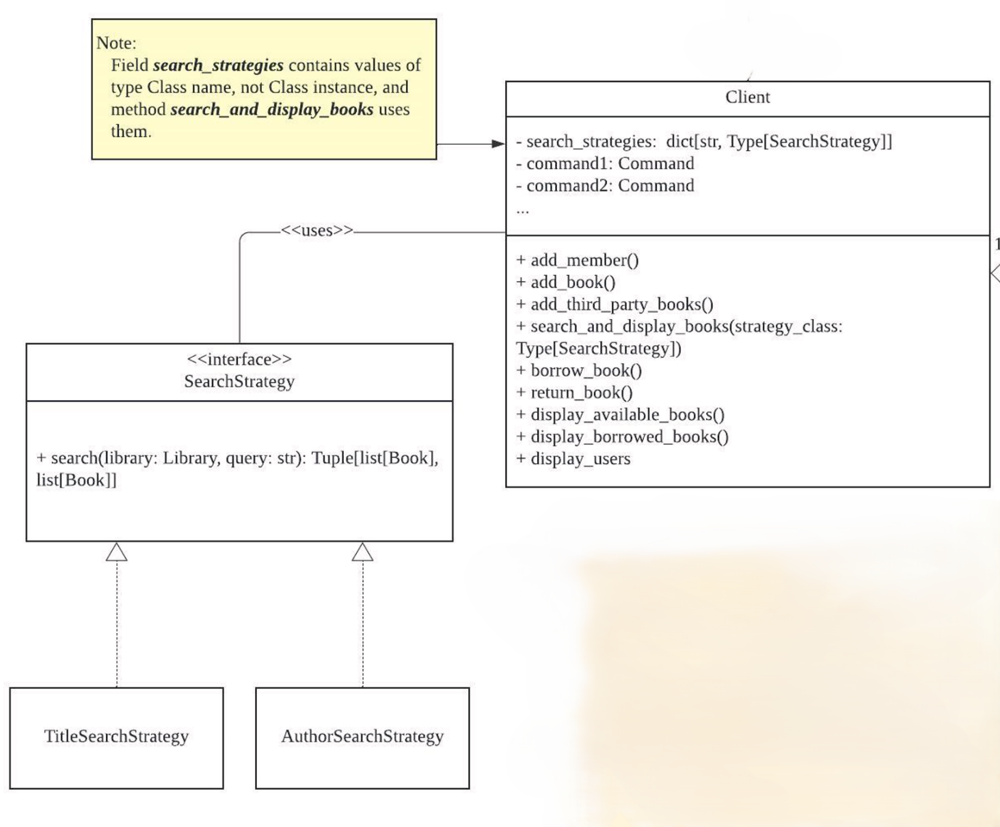 Note:
Field search_strategies contains values of
type Class name, not Class instance, and
method search_and_display_books uses
them.
Client
- search_strategies:  dict[str, Type[SearchStrategy]]
- command1: Command
- command2: Command
...
<<uses>>
1
+ add_member()
+ add_book()
+ add_third_party_books()
+ search_and_display_books(strategy_class:
Type[SearchStrategy])
+ borrow_book()
+ return_book()
+ display_available_books()
+ display_borrowed_books()
+ display_users
<<interface>>
SearchStrategy
+ search(library: Library, query: str): Tuple[list[Book],
list[Book]]
TitleSearchStrategy
AuthorSearchStrategy